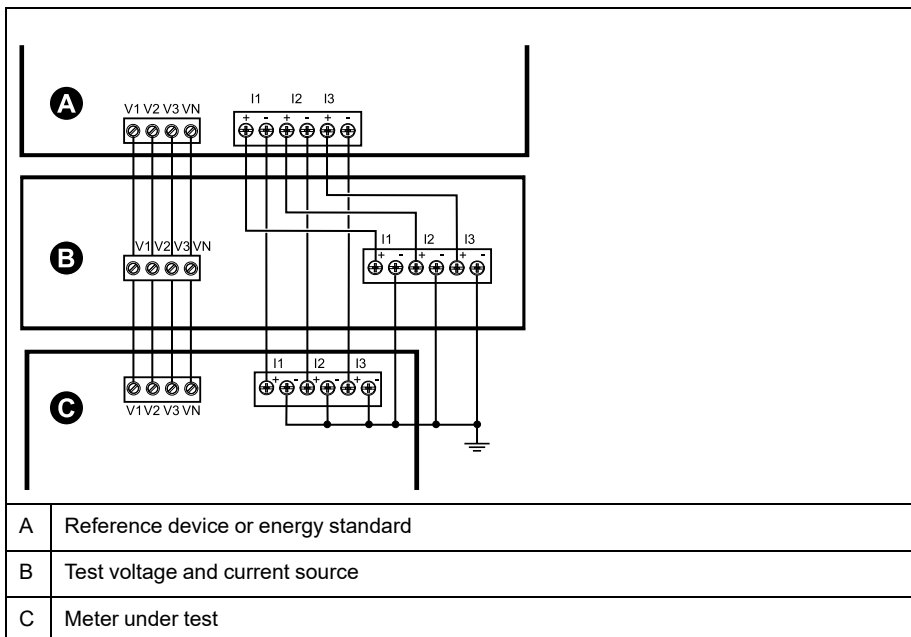 A
V1 V2 V3 VN
I1 I2 I3
+ - + - + -
B
V1 V2 V3 VN
I1 I2 I3
+ - + - + -
C
I1 I2 I3
+ - + - + -
V1 V2 V3 VN
A Reference device or energy standard
B Test voltage and current source
C Meter under test